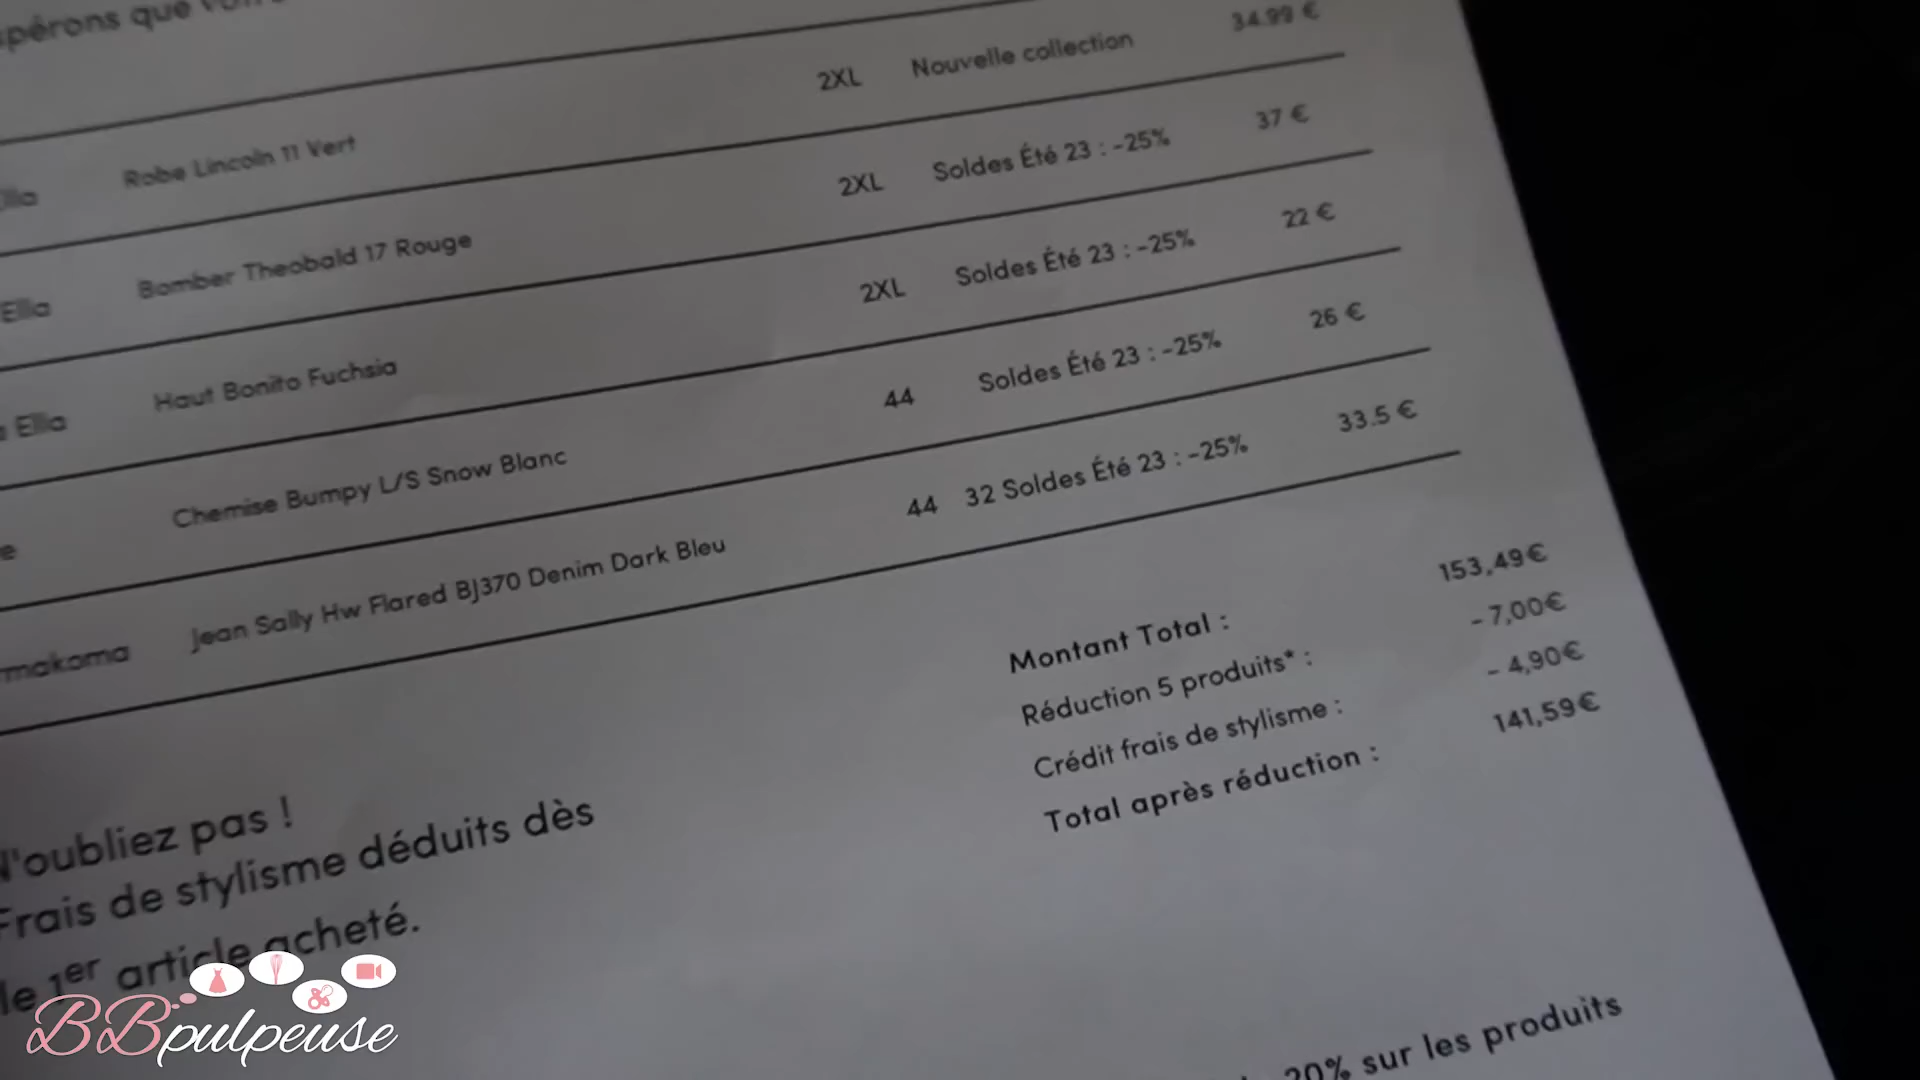 pérons que
Ella Robe Lincoln 11 Vert 2XL Nouvelle collection 34.99 €
Ella Bomber Theobald 17 Rouge 2XL Soldes Été 23 : -25% 37 €
Ella Haut Bonito Fuchsia 2XL Soldes Été 23 : -25% 22 €
e Chemise Bumpy L/S Snow Blanc 44 Soldes Été 23 : -25% 26 €
makoma Jean Sally Hw Flared BJ370 Denim Dark Bleu 44 32 Soldes Été 23 : -25% 33.5 €
Montant Total : 153,49€
Réduction 5 produits* : - 7,00€
Crédit frais de stylisme : - 4,90€
Total après réduction : 141,59€
N'oubliez pas !
Frais de stylisme déduits dès
le 1er article acheté.
20% sur les produits
BBpulpeuse